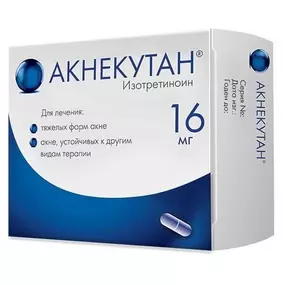 АКНЕКУТАН®
Изотретиноин
Для лечения:
тяжелых форм акне
акне, устойчивых к другим
видам терапии
16
мг
АКНЕКУТАН®
Серия No:
Дата изг.:
Годен до: